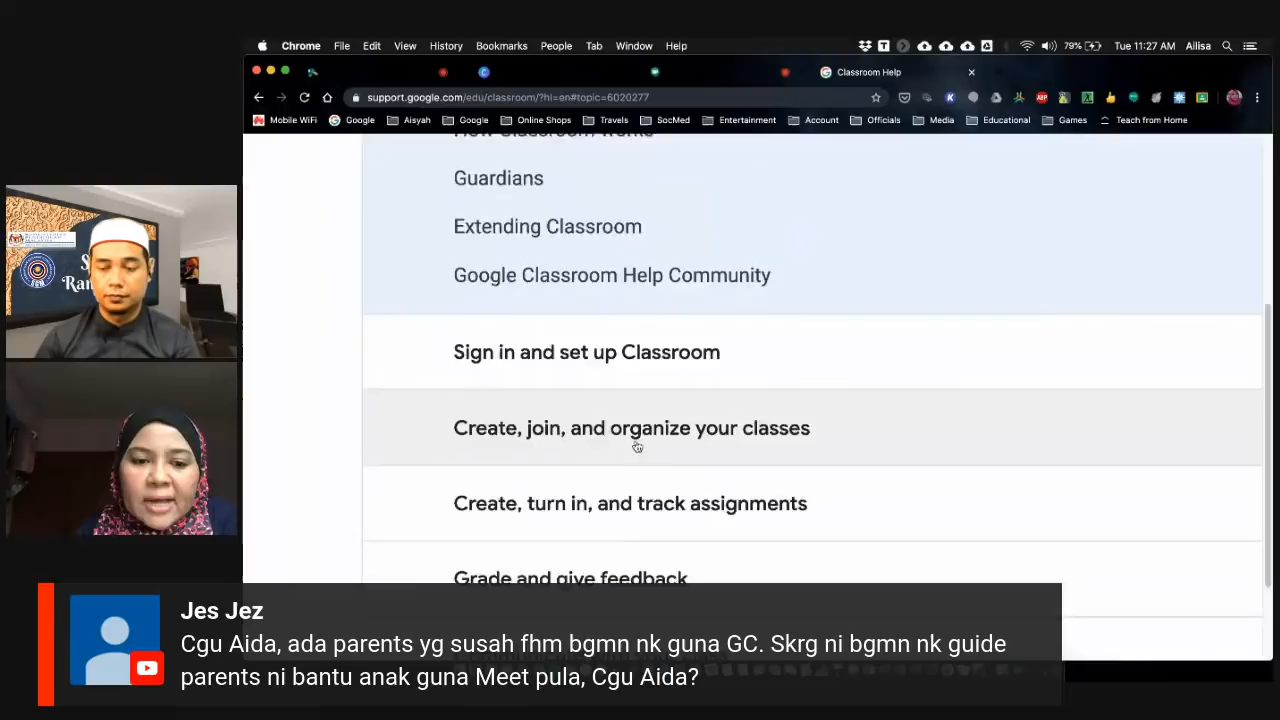 Chrome File Edit View History Bookmarks People Tab Window Help
79% Tue 11:27 AM Ailisa
Classroom Help
support.google.com/edu/classroom/?hl=en#topic=6020277
Mobile WiFi Google Aisyah Google Online Shops Travels SocMed Entertainment Account Officials Media Educational Games Teach from Home
How Classroom works
Guardians
Extending Classroom
Google Classroom Help Community
Sign in and set up Classroom
Create, join, and organize your classes
Create, turn in, and track assignments
Grade and give feedback
Jes Jez
Cgu Aida, ada parents yg susah fhm bgmn nk guna GC. Skrg ni bgmn nk guide
parents ni bantu anak guna Meet pula, Cgu Aida?